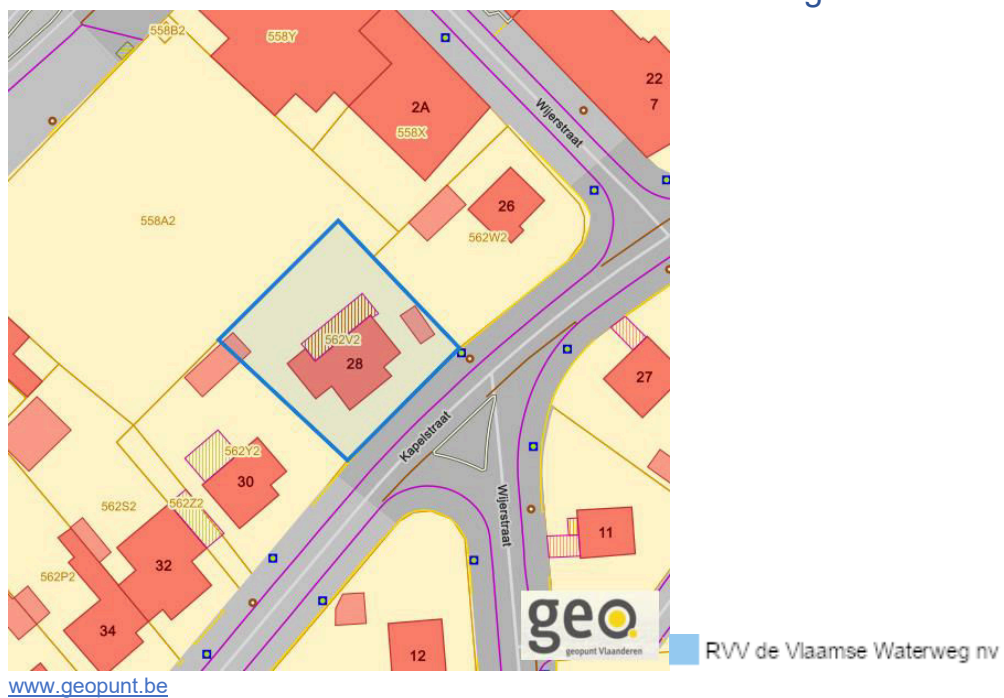 g
558B2
558Y
22
7
2A
558X
Wijerstraat
26
562W2
558A2
562V2
28
27
Kapelstraat
562Y2
30
562S2
562Z2
Wijerstraat
11
32
562P2
34
12
geo.
geopunt Vlaanderen
RVV de Vlaamse Waterweg nv
www.geopunt.be